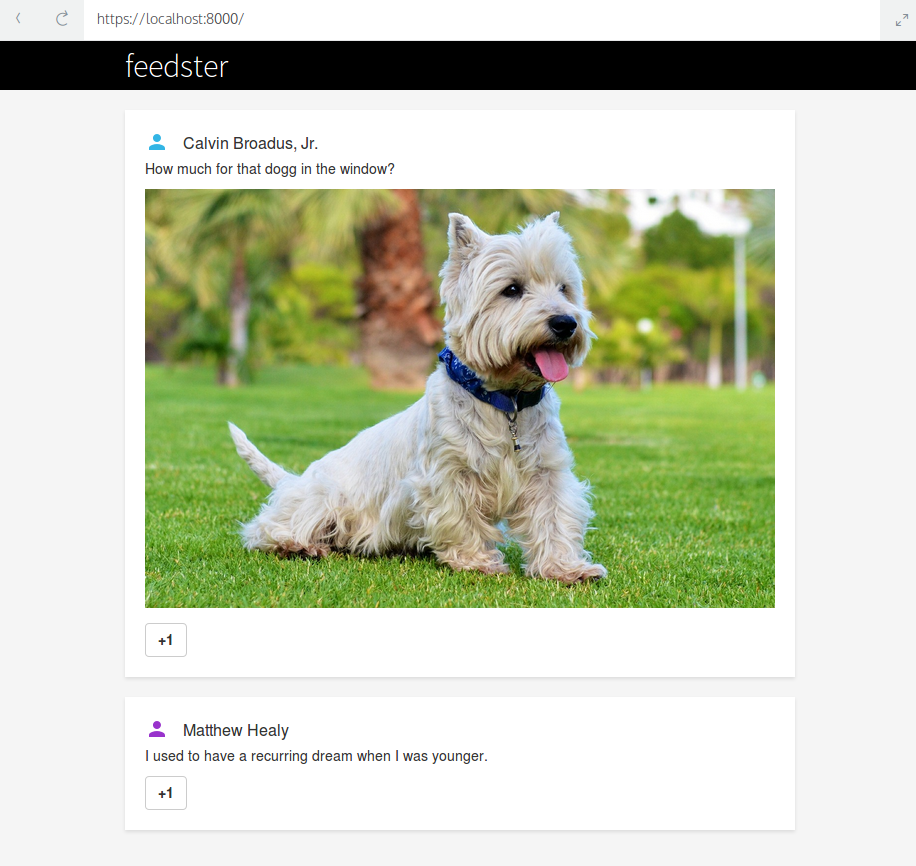 https://localhost:8000/
feedster
Calvin Broadus, Jr.
How much for that dogg in the window?
+1
Matthew Healy
I used to have a recurring dream when I was younger.
+1